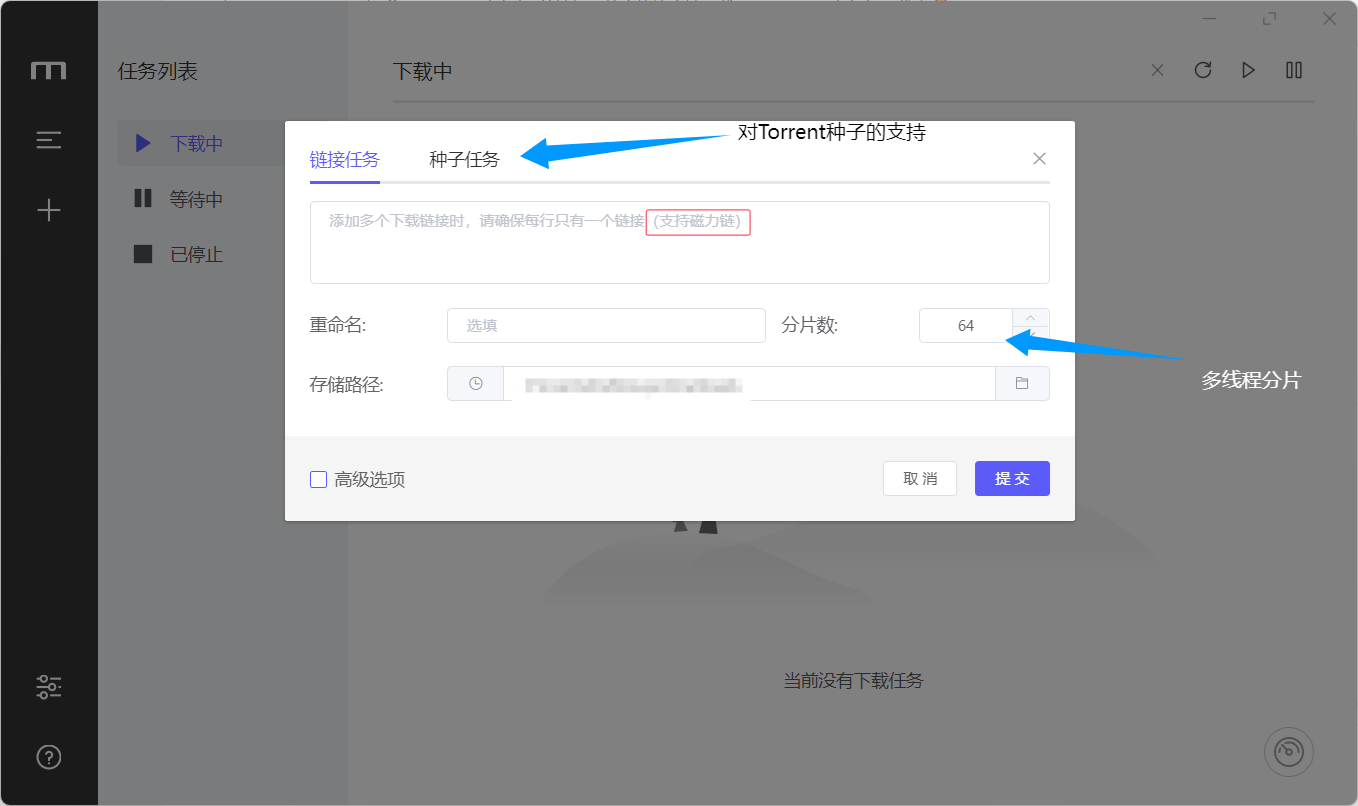 任务列表
下载中
下载中
等待中
已停止
对Torrent种子的支持
链接任务
种子任务
添加多个下载链接时，请确保每行只有一个链接 (支持磁力链)
重命名:
选填
分片数:
64
多线程分片
存储路径:
高级选项
取消
提交
当前没有下载任务